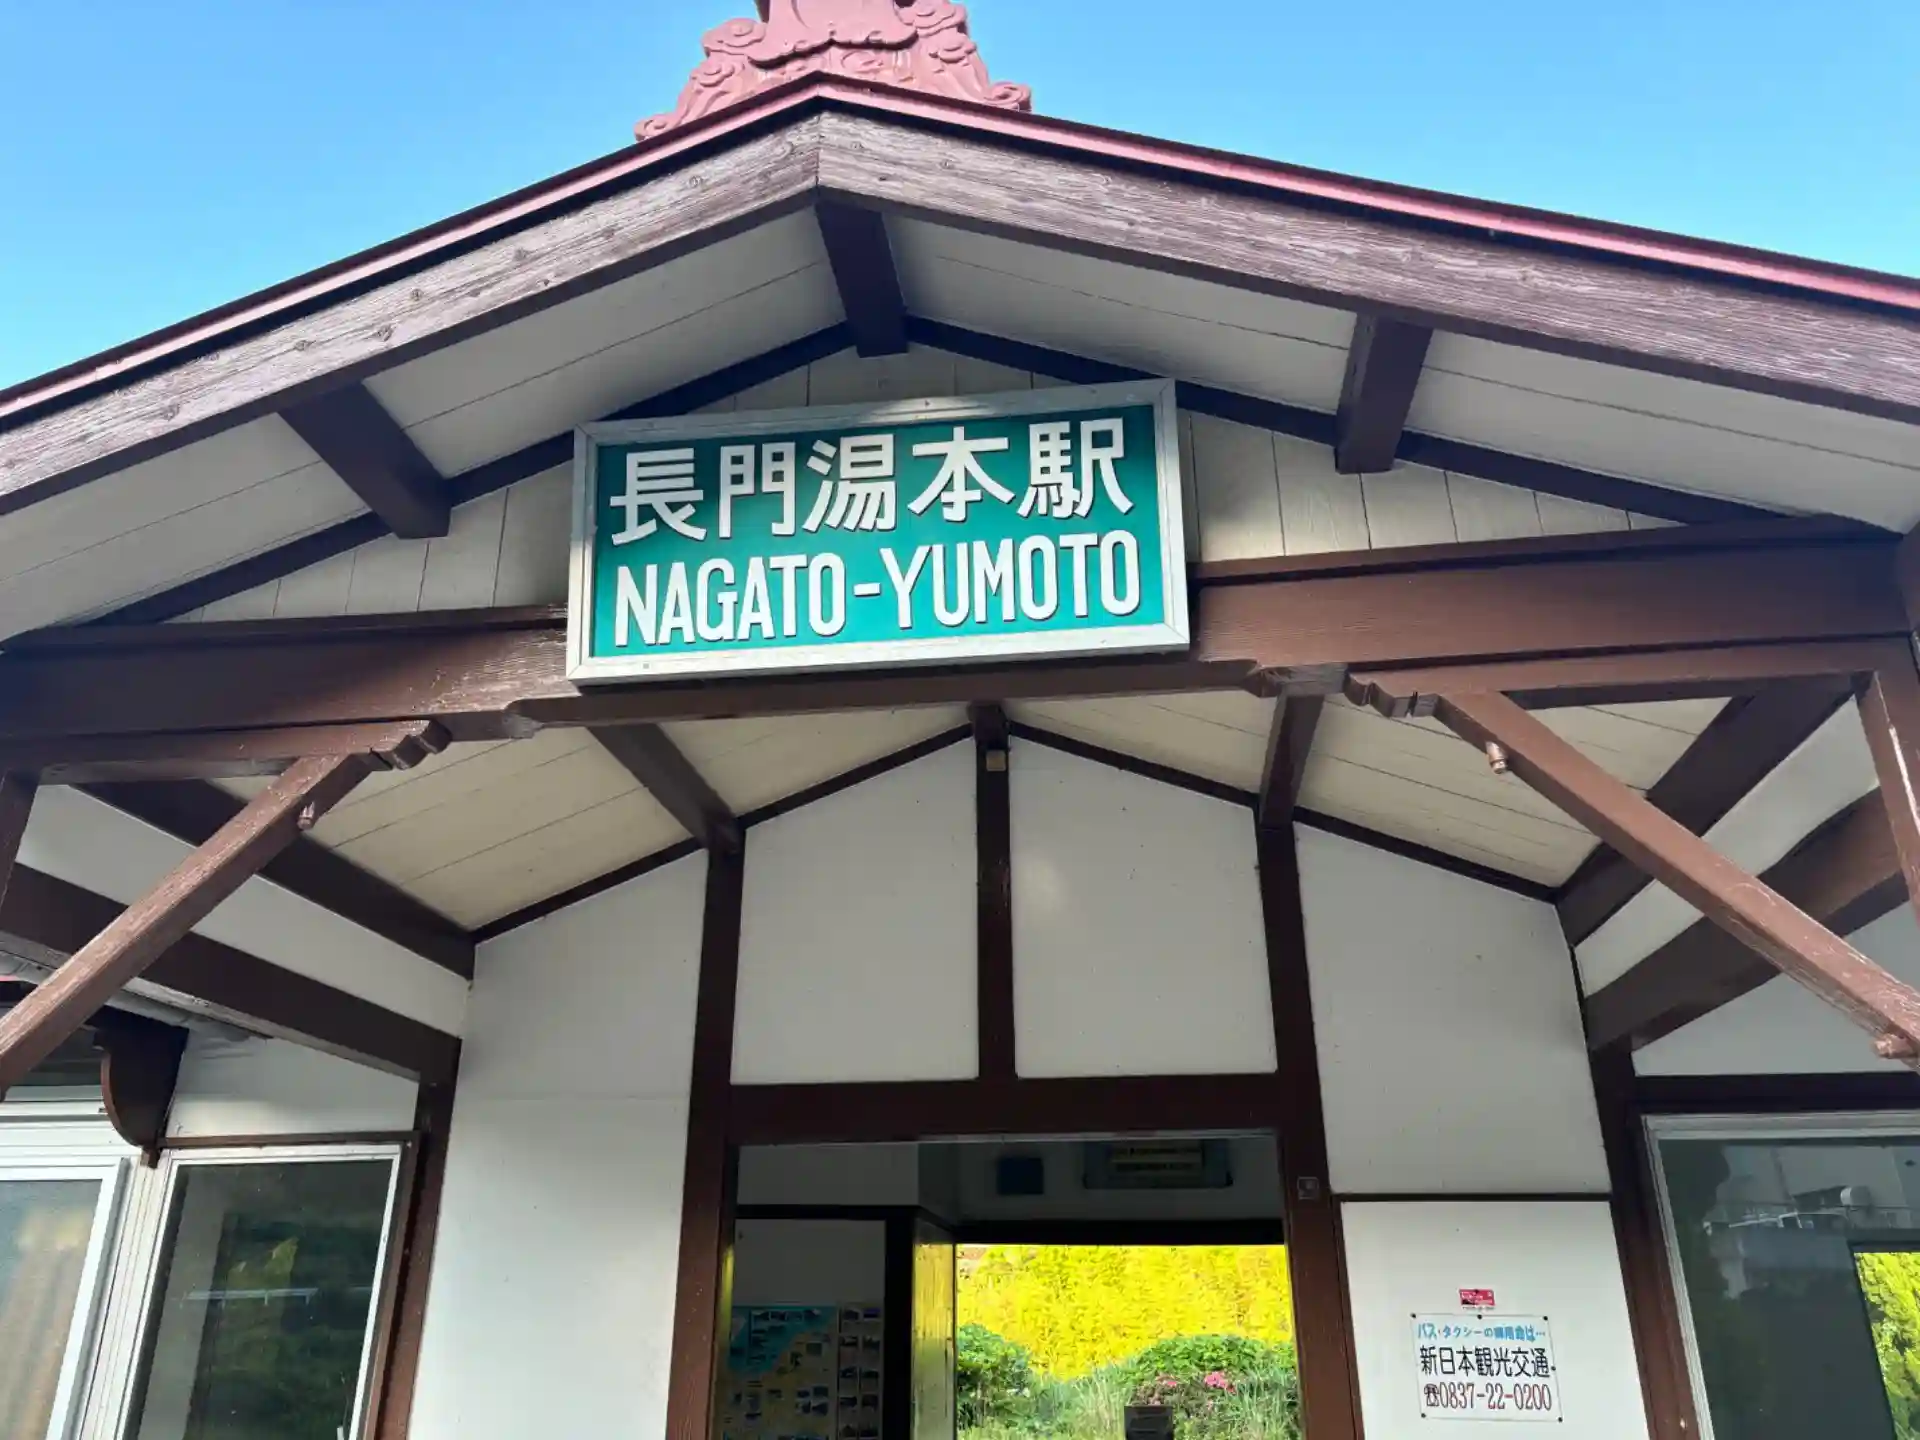 長門湯本駅
NAGATO-YUMOTO
バス・タクシーの御用命は…
新日本観光交通
☎0837-22-0200